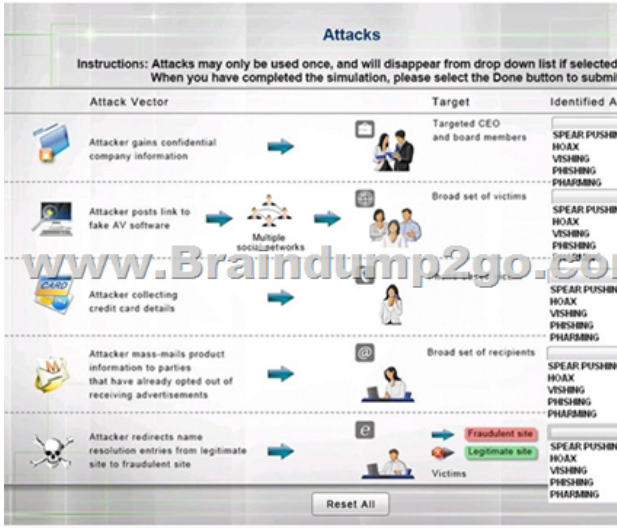 Attacks
Instructions: Attacks may only be used once, and will disappear from drop down list if selected
When you have completed the simulation, please select the Done button to submi
Attack Vector
Target
Identified A
Attacker gains confidential
company information
Targeted CEO
and board members
SPEAR PUSHIN
HOAX
VISHING
PHISHING
PHARMING
Attacker posts link to
fake AV software
Multiple
social networks
Broad set of victims
SPEAR PUSHIN
HOAX
VISHING
PHISHING
www.Braindump2go.co
CARD
Attacker collecting
credit card details
SPEAR PUSHIN
HOAX
VISHING
PHISHING
PHARMING
Attacker mass-mails product
information to parties
that have already opted out of
receiving advertisements
@
Broad set of recipients
SPEAR PUSHING
HOAX
VISHING
PHISHING
PHARMING
Attacker redirects name
resolution entries from legitimate
site to fraudulent site
e
Fraudulent site
Legitimate site
Victims
SPEAR PUSHIN
HOAX
VISHING
PHISHING
PHARMING
Reset All